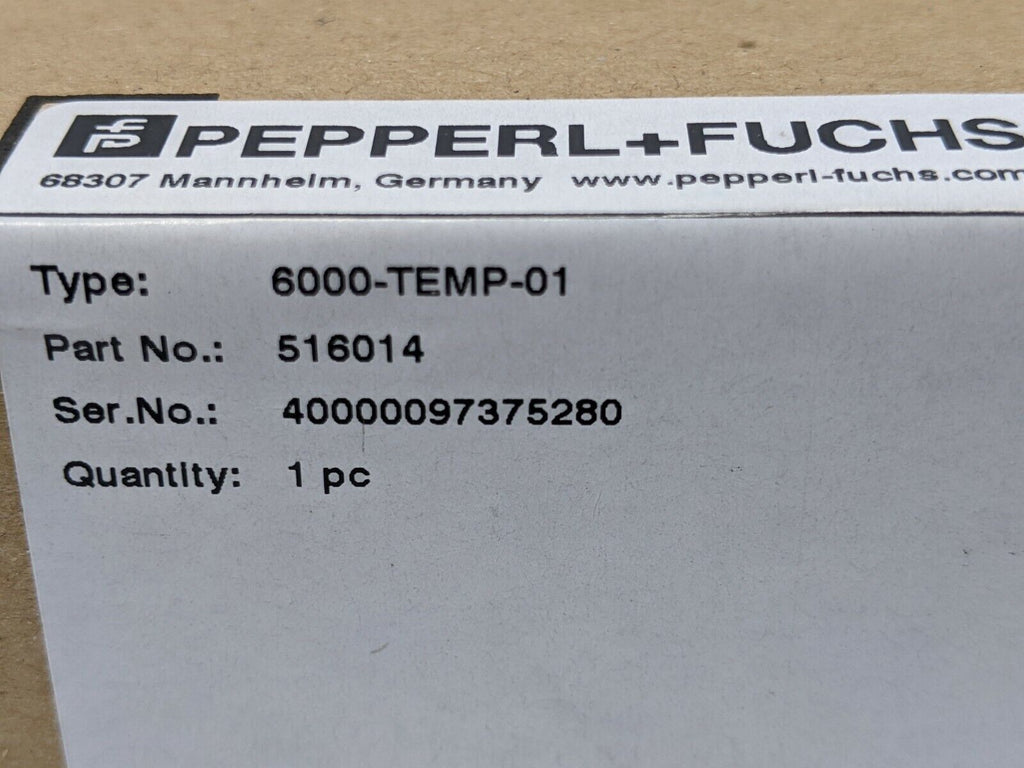 PEPPERL+FUCHS
68307 Mannheim, Germany www.pepperl-fuchs.com
Type: 6000-TEMP-01
Part No.: 516014
Ser.No.: 40000097375280
Quantity: 1 pc